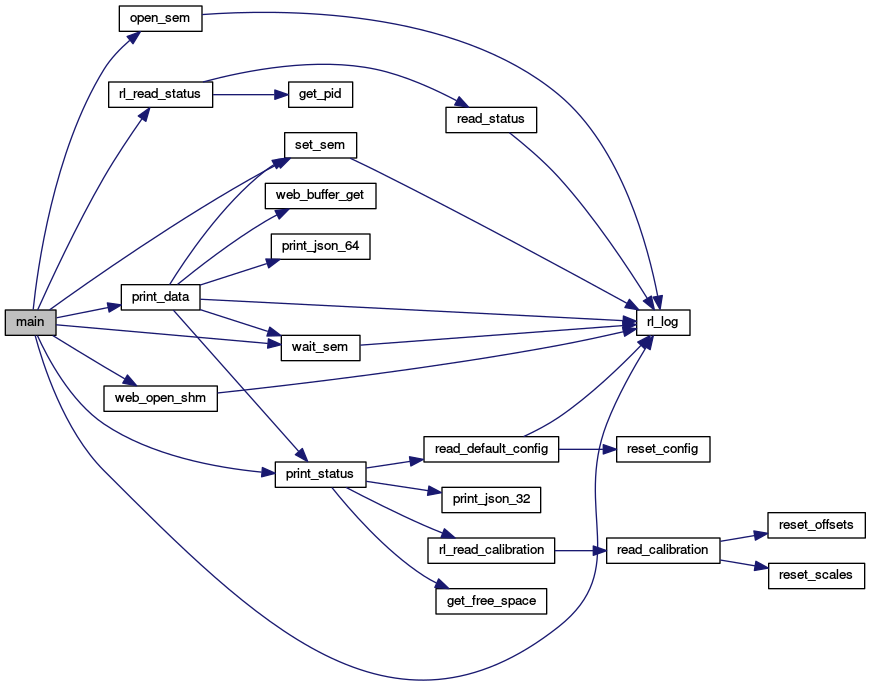 open_sem
rl_read_status
get_pid
read_status
set_sem
web_buffer_get
print_json_64
print_data
main
rl_log
wait_sem
web_open_shm
read_default_config
reset_config
print_status
print_json_32
reset_offsets
rl_read_calibration
read_calibration
reset_scales
get_free_space